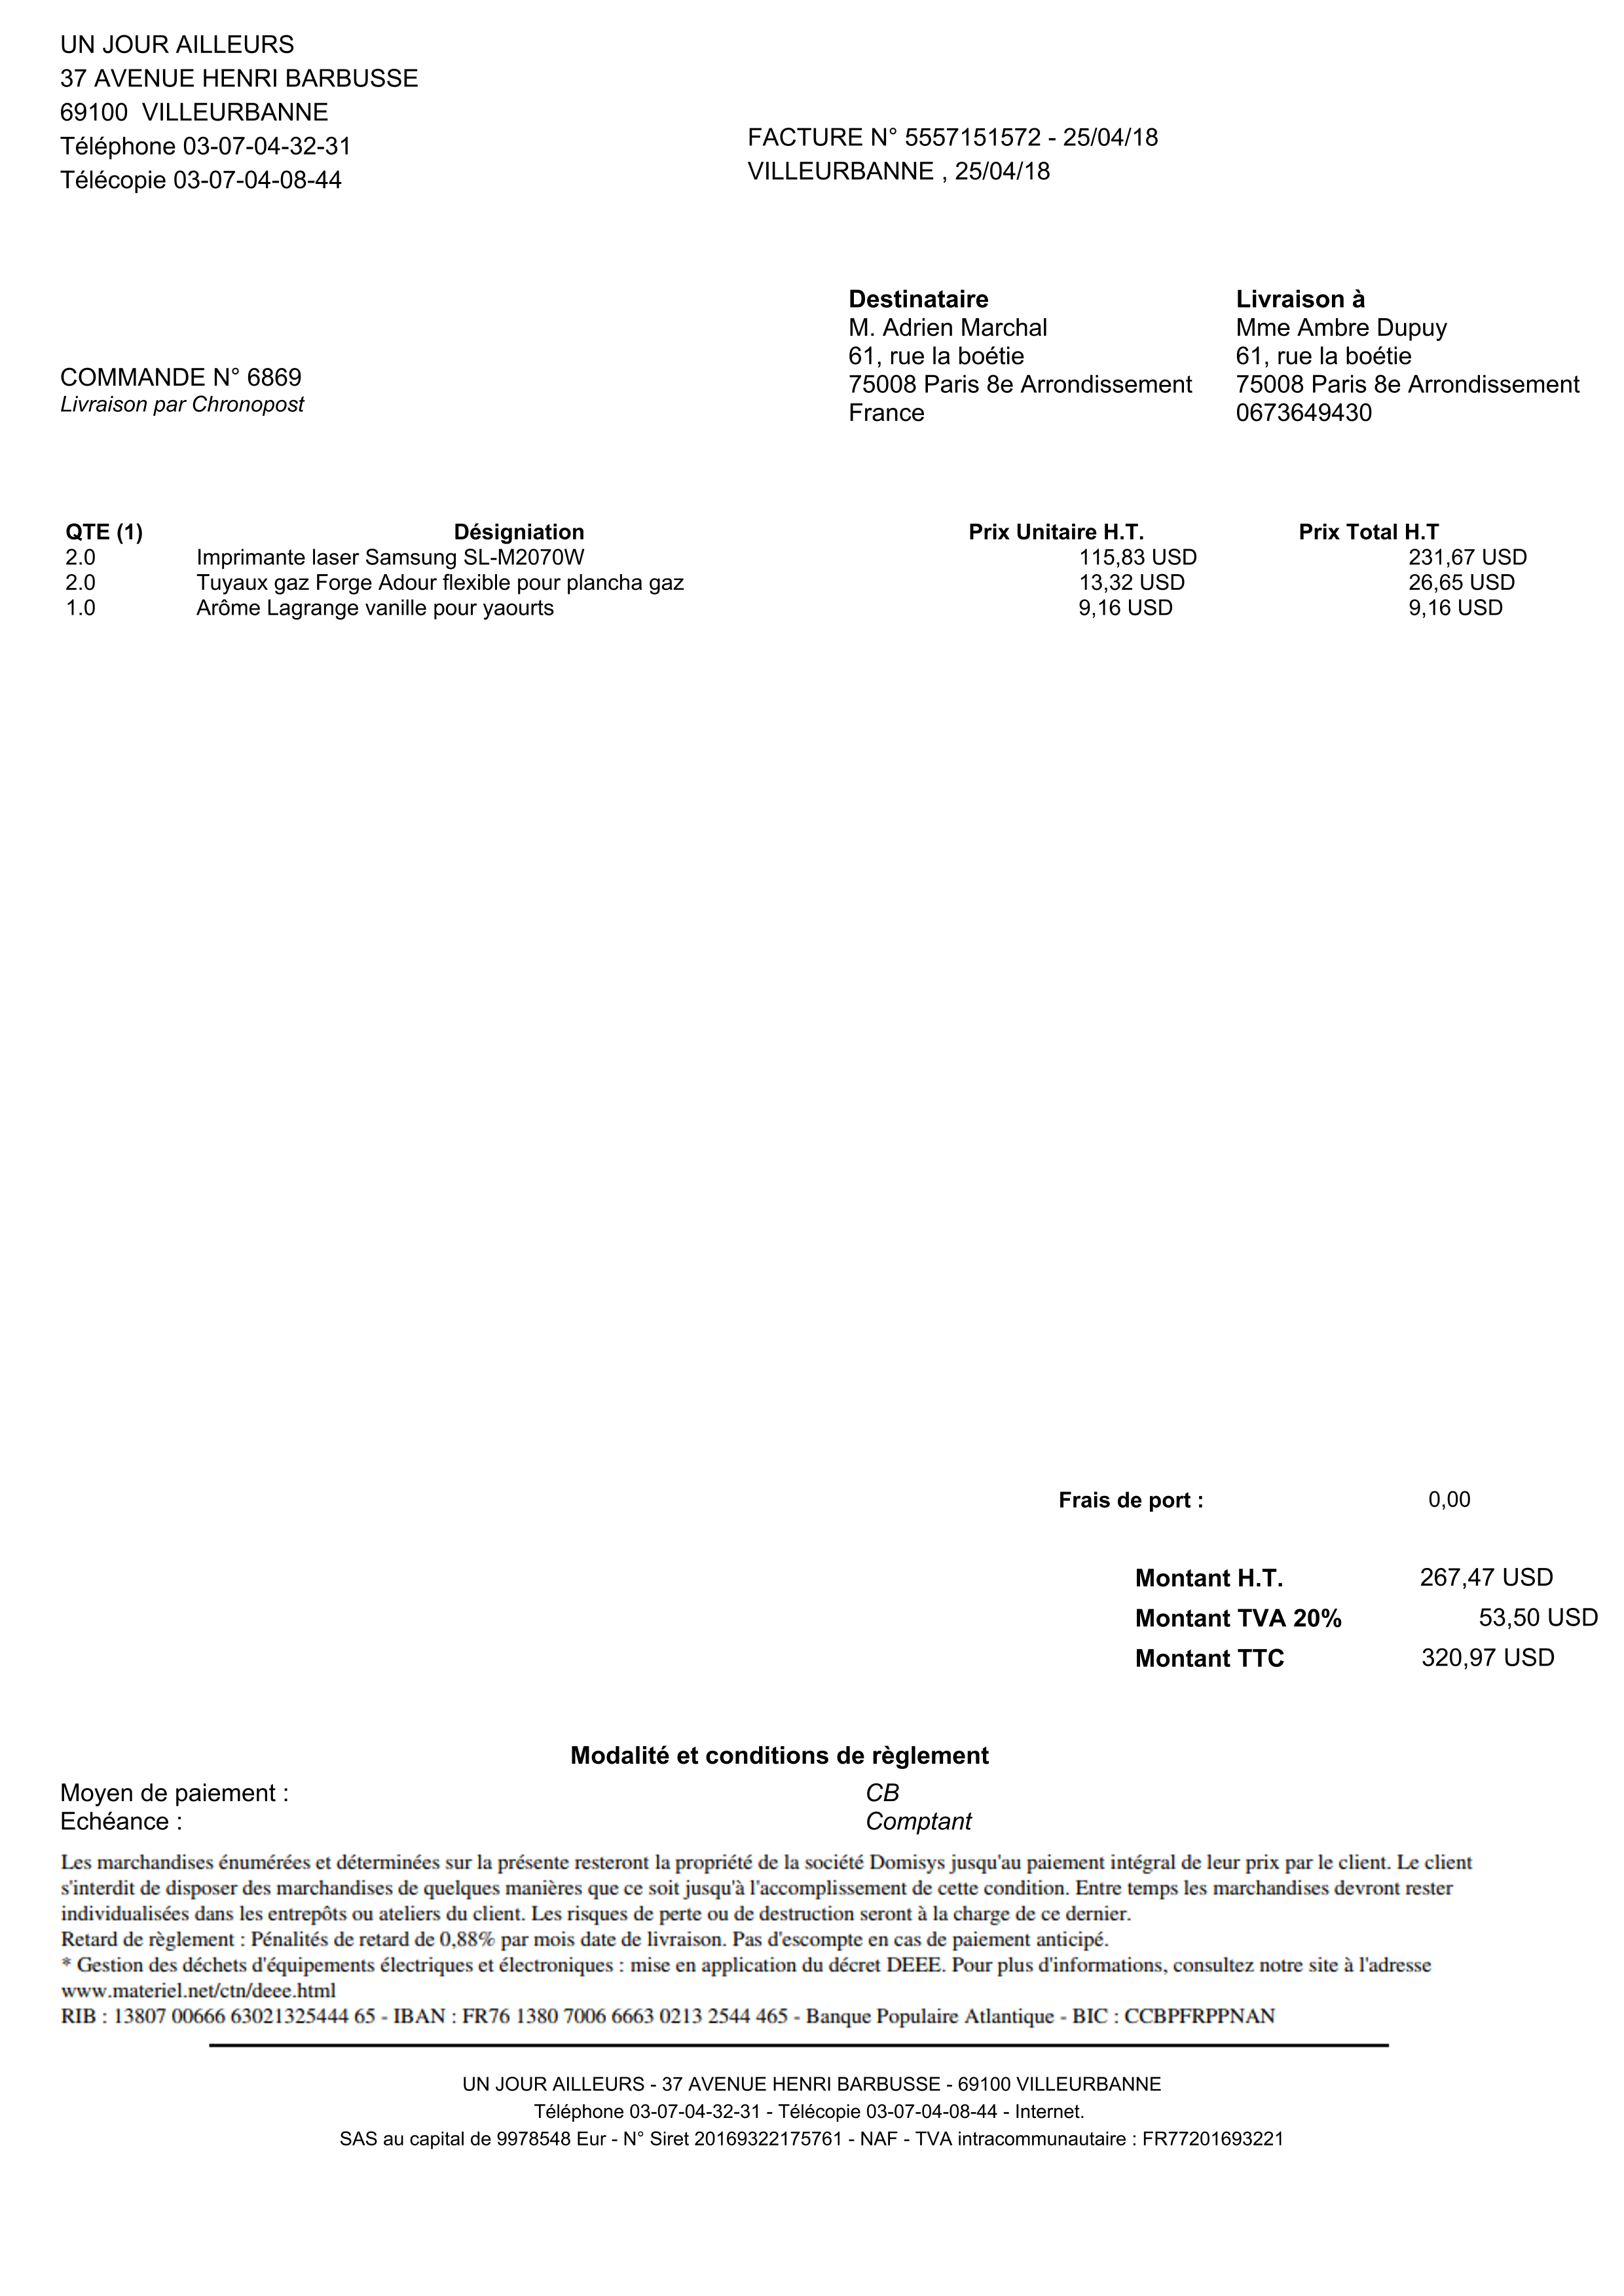 UN JOUR AILLEURS
37 AVENUE HENRI BARBUSSE
69100 VILLEURBANNE
Téléphone 03-07-04-32-31
Télécopie 03-07-04-08-44
FACTURE N° 5557151572 - 25/04/18
VILLEURBANNE , 25/04/18
COMMANDE N° 6869
Livraison par Chronopost
Destinataire
M. Adrien Marchal
61, rue la boétie
75008 Paris 8e Arrondissement
France
Livraison à
Mme Ambre Dupuy
61, rue la boétie
75008 Paris 8e Arrondissement
0673649430
QTE (1) Désigniation Prix Unitaire H.T. Prix Total H.T
2.0 Imprimante laser Samsung SL-M2070W 115,83 USD 231,67 USD
2.0 Tuyaux gaz Forge Adour flexible pour plancha gaz 13,32 USD 26,65 USD
1.0 Arôme Lagrange vanille pour yaourts 9,16 USD 9,16 USD
Frais de port : 0,00
Montant H.T. 267,47 USD
Montant TVA 20% 53,50 USD
Montant TTC 320,97 USD
Modalité et conditions de règlement
Moyen de paiement : CB
Echéance : Comptant
Les marchandises énumérées et déterminées sur la présente resteront la propriété de la société Domisys jusqu'au paiement intégral de leur prix par le client. Le client
s'interdit de disposer des marchandises de quelques manières que ce soit jusqu'à l'accomplissement de cette condition. Entre temps les marchandises devront rester
individualisées dans les entrepôts ou ateliers du client. Les risques de perte ou de destruction seront à la charge de ce dernier.
Retard de règlement : Pénalités de retard de 0,88% par mois date de livraison. Pas d'escompte en cas de paiement anticipé.
* Gestion des déchets d'équipements électriques et électroniques : mise en application du décret DEEE. Pour plus d'informations, consultez notre site à l'adresse
www.materiel.net/ctn/deee.html
RIB : 13807 00666 63021325444 65 - IBAN : FR76 1380 7006 6663 0213 2544 465 - Banque Populaire Atlantique - BIC : CCBPFRPPNAN
UN JOUR AILLEURS - 37 AVENUE HENRI BARBUSSE - 69100 VILLEURBANNE
Téléphone 03-07-04-32-31 - Télécopie 03-07-04-08-44 - Internet.
SAS au capital de 9978548 Eur - N° Siret 20169322175761 - NAF - TVA intracommunautaire : FR77201693221